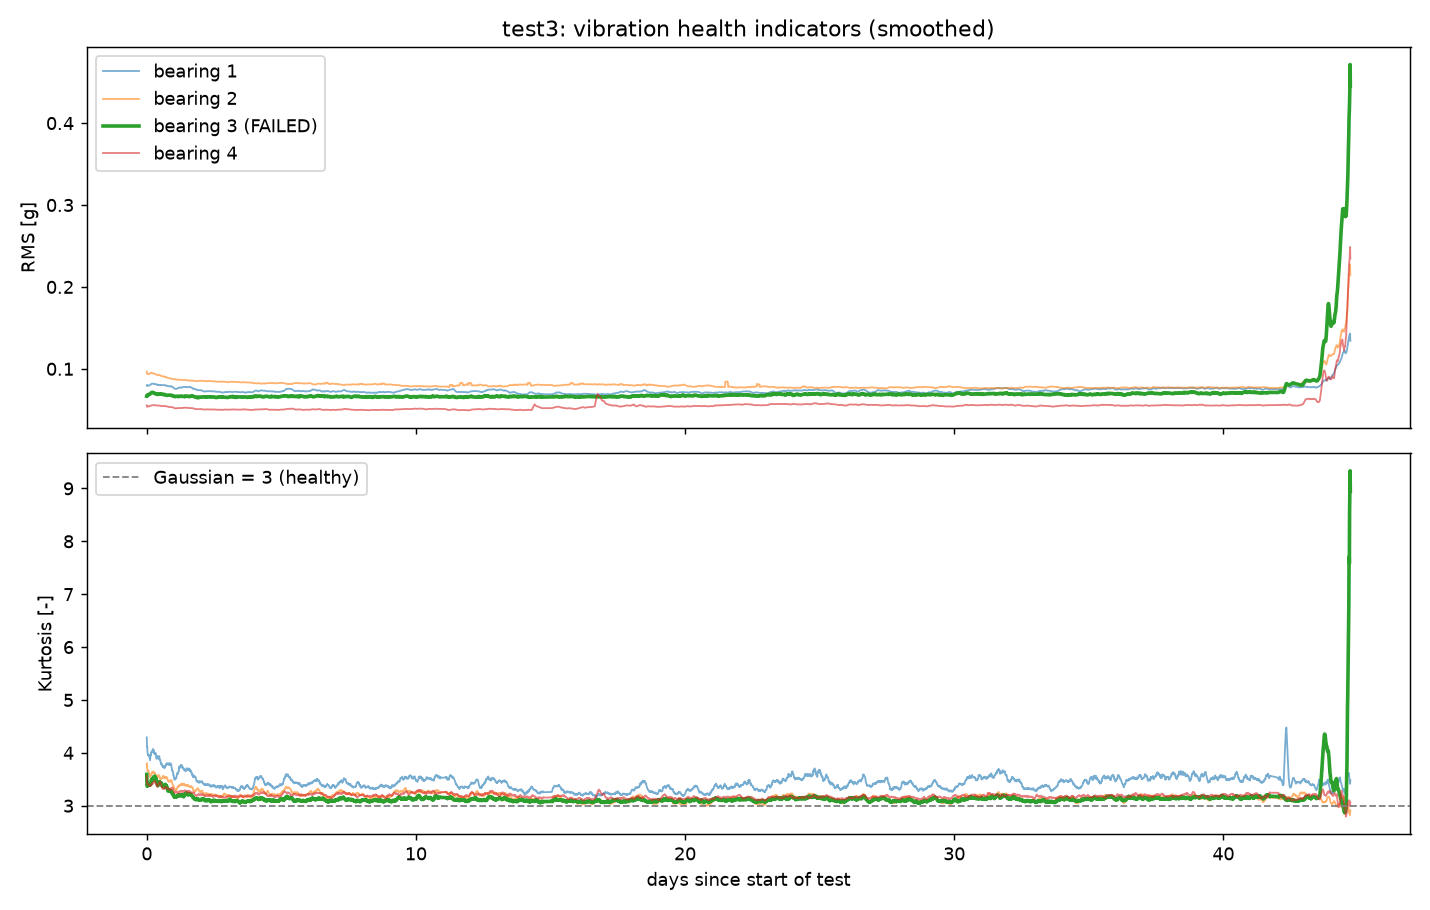 test3: vibration health indicators (smoothed)
bearing 1
bearing 2
bearing 3 (FAILED)
bearing 4
RMS [g]
0.4
0.3
0.2
0.1
Gaussian = 3 (healthy)
Kurtosis [-]
9
8
7
6
5
4
3
0 10 20 30 40
days since start of test